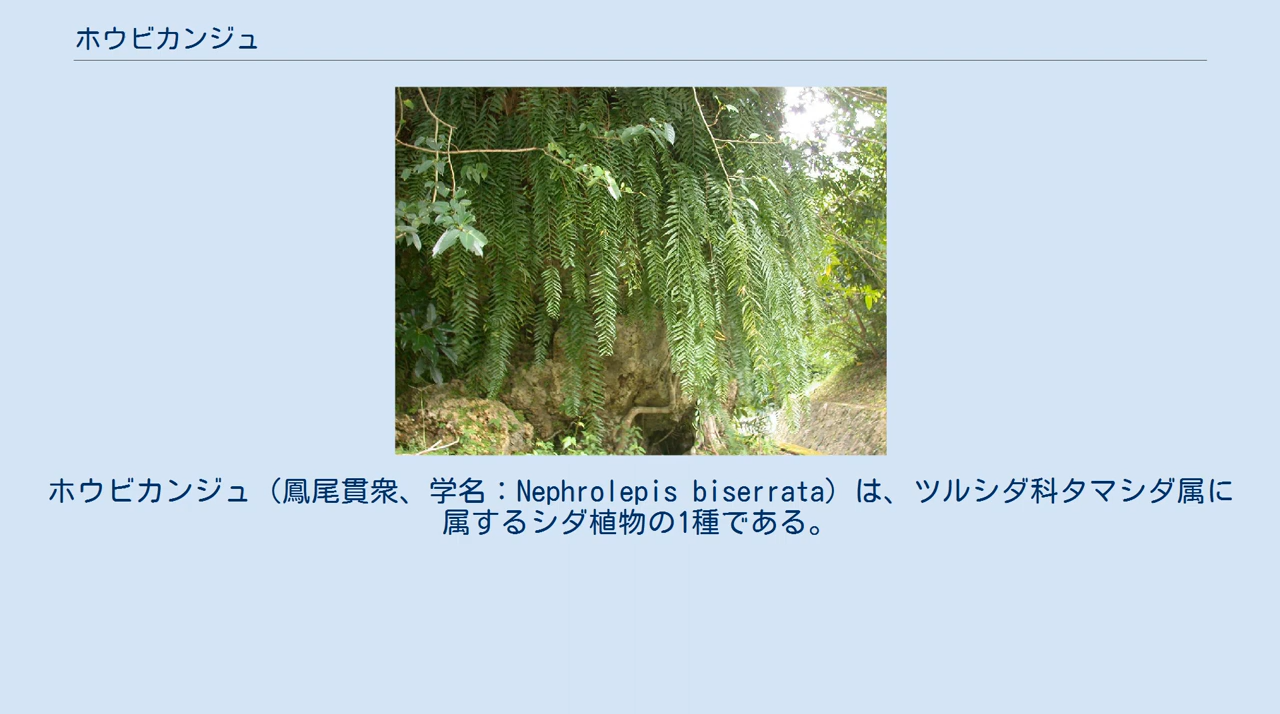 ホウビカンジュ
ホウビカンジュ（鳳尾貫衆、学名：Nephrolepis biserrata）は、ツルシダ科タマシダ属に
属するシダ植物の1種である。